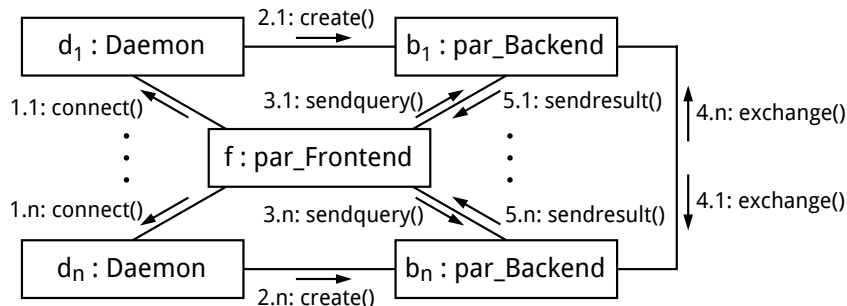 2.1: create()
d₁ : Daemon
b₁ : par_Backend
1.1: connect()
3.1: sendquery()
5.1: sendresult()
4.n: exchange()
f : par_Frontend
1.n: connect()
3.n: sendquery()
5.n: sendresult()
4.1: exchange()
dₙ : Daemon
bₙ : par_Backend
2.n: create()